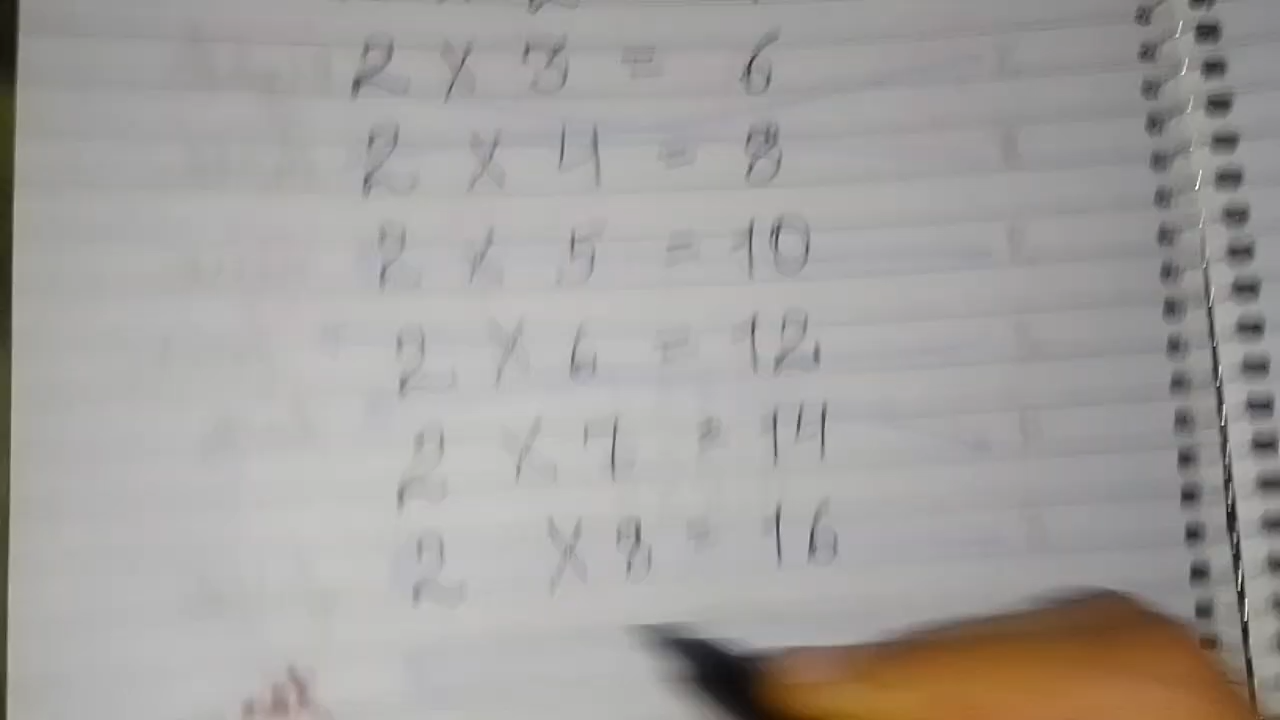 2 x 3 = 6
2 x 4 = 8
2 x 5 = 10
2 x 6 = 12
2 x 7 = 14
2 x 8 = 16